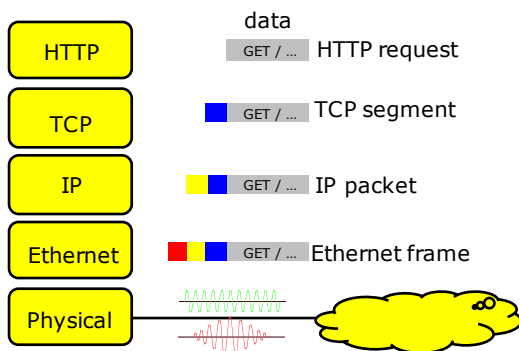 data
HTTP GET / ... HTTP request
TCP GET / ... TCP segment
IP GET / ... IP packet
Ethernet GET / ... Ethernet frame
Physical